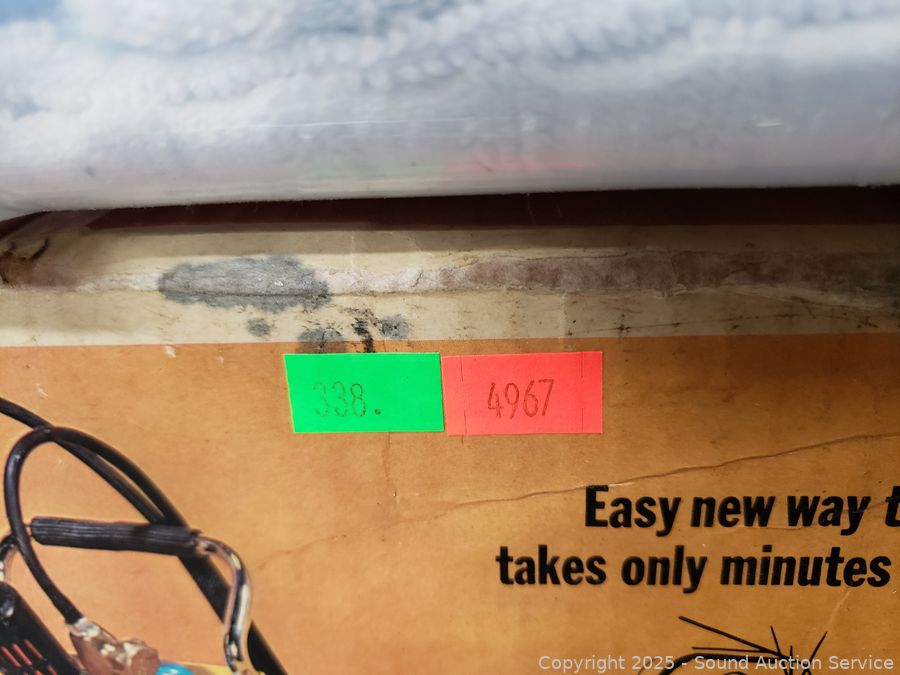 338.
4967
Easy new way t
takes only minutes
Copyright © 2025 - Sound Auction Service